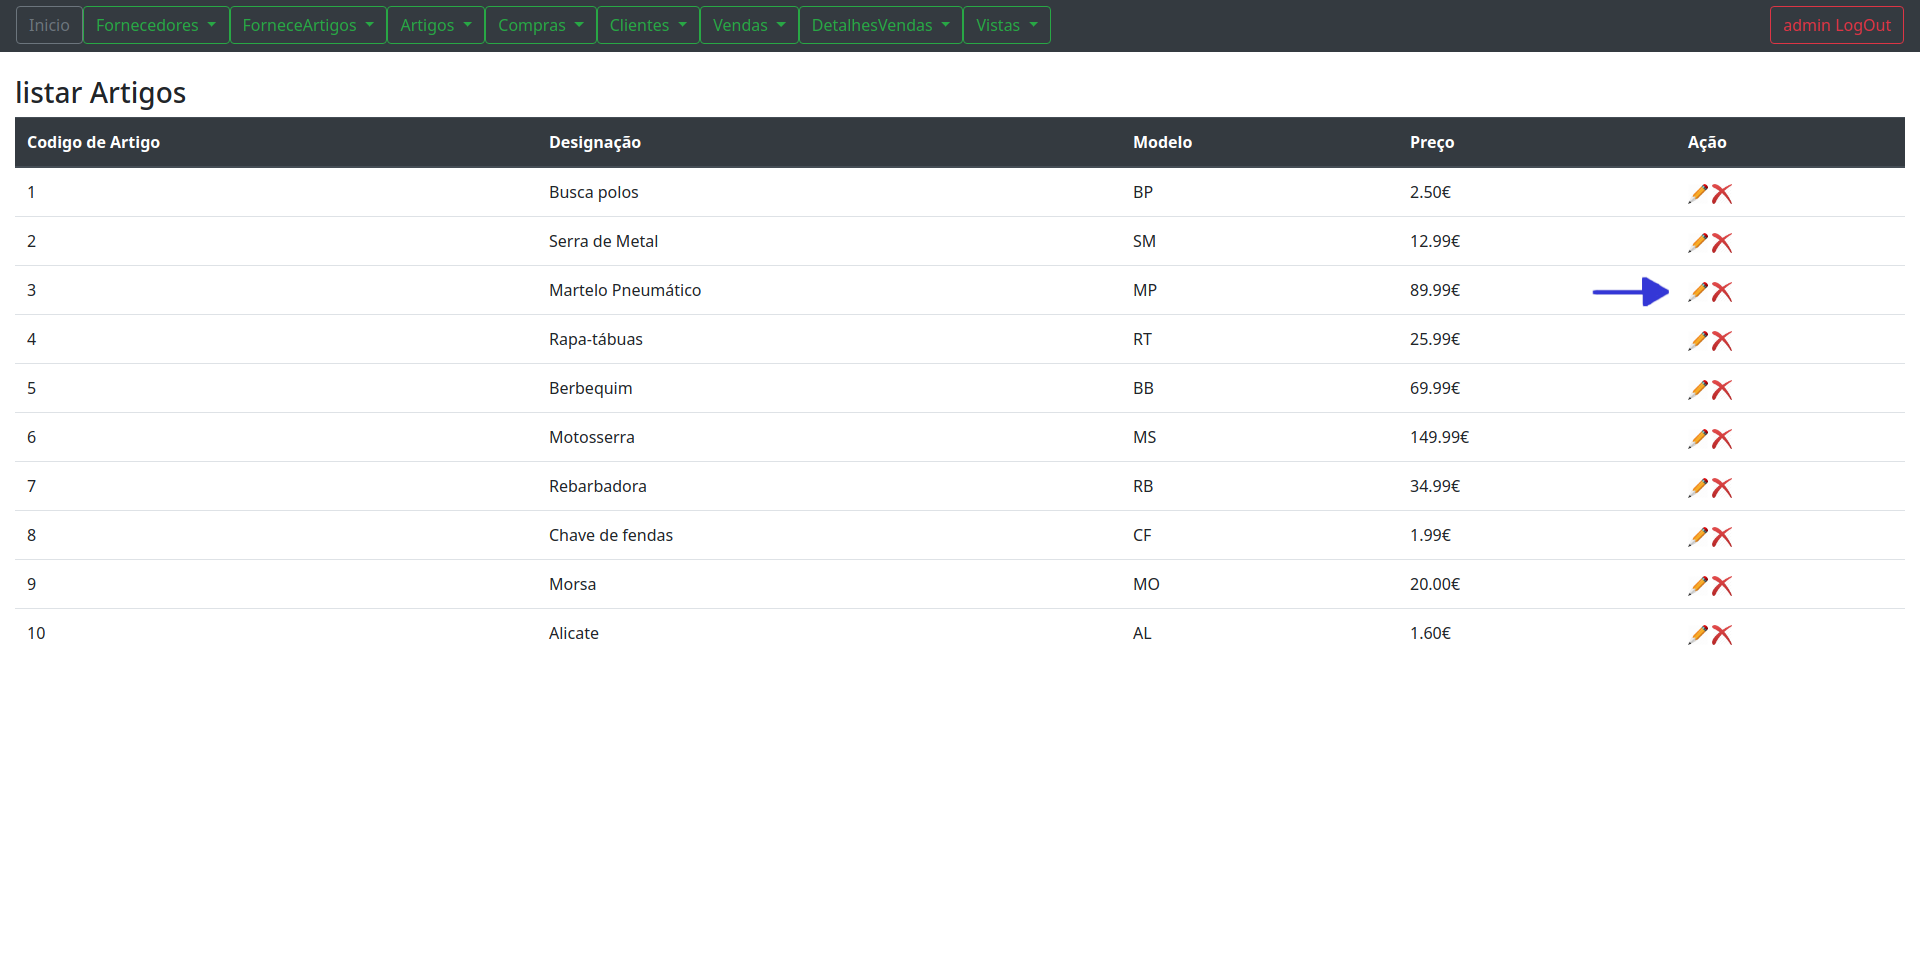 Inicio Fornecedores ForneceArtigos Artigos Compras Clientes Vendas DetalhesVendas Vistas admin LogOut
listar Artigos
Codigo de Artigo Designação Modelo Preço Ação
1 Busca polos BP 2.50€
2 Serra de Metal SM 12.99€
3 Martelo Pneumático MP 89.99€
4 Rapa-tábuas RT 25.99€
5 Berbequim BB 69.99€
6 Motosserra MS 149.99€
7 Rebarbadora RB 34.99€
8 Chave de fendas CF 1.99€
9 Morsa MO 20.00€
10 Alicate AL 1.60€